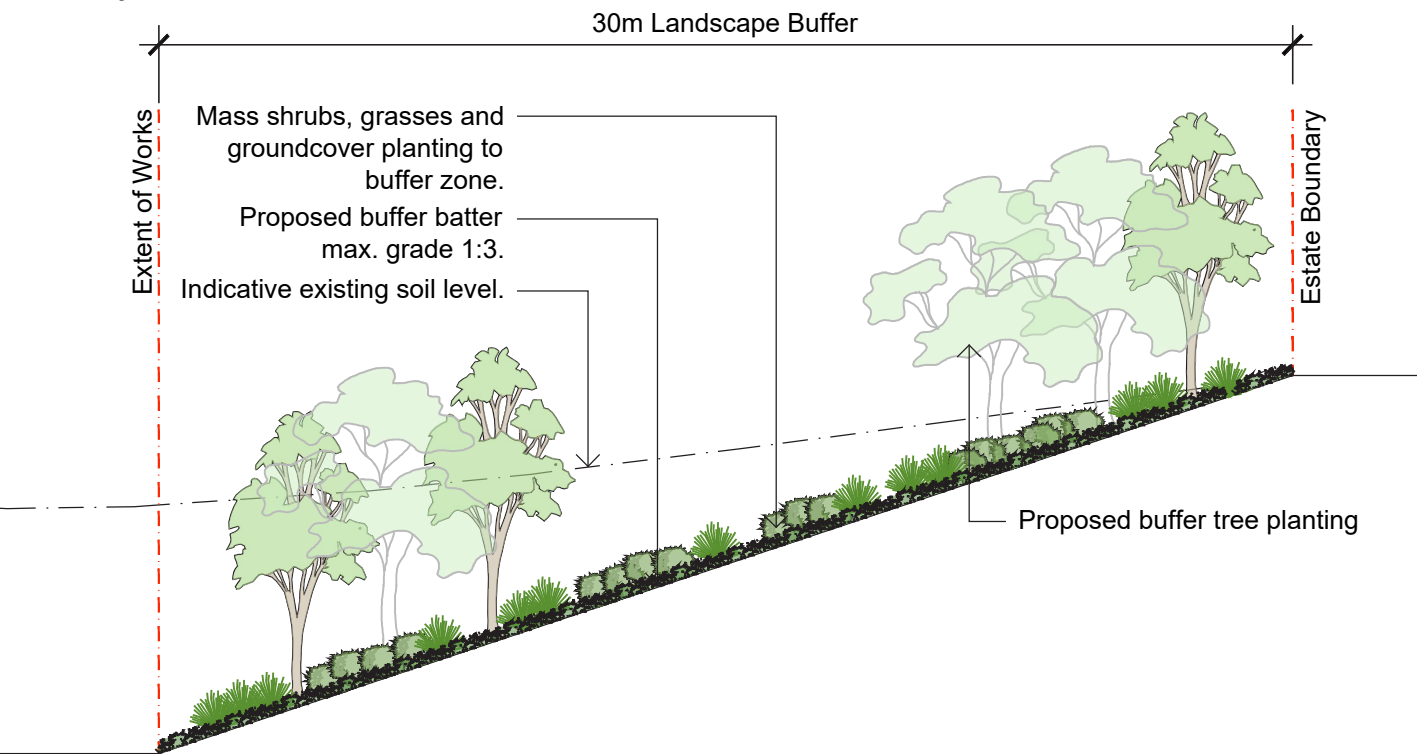 30m Landscape Buffer
Extent of Works
Mass shrubs, grasses and
groundcover planting to
buffer zone.
Proposed buffer batter
max. grade 1:3.
Indicative existing soil level.
Estate Boundary
Proposed buffer tree planting